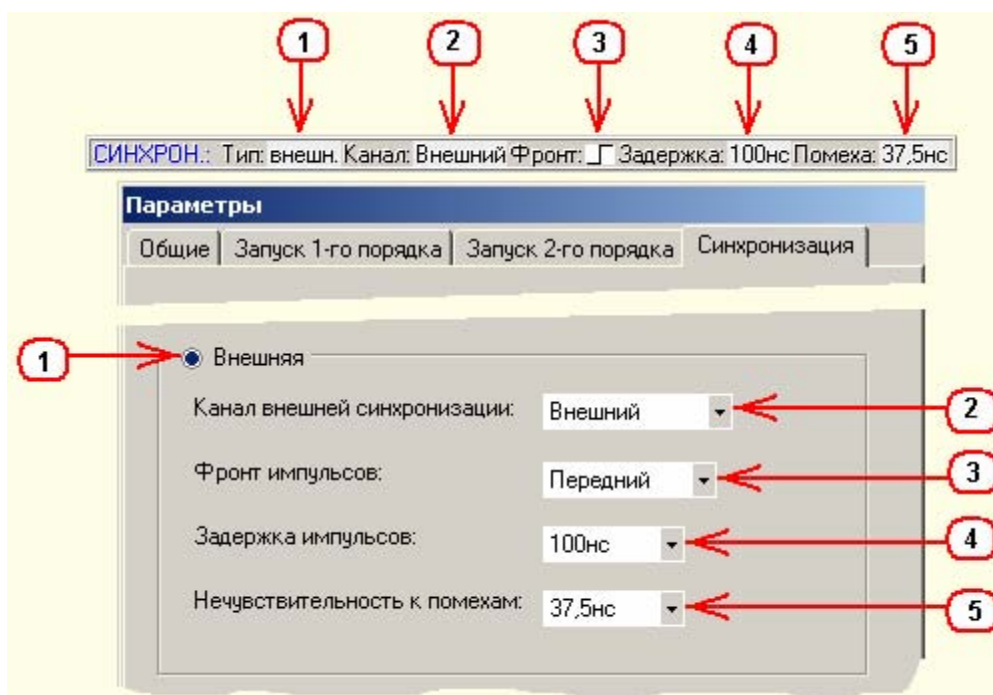 1 2 3 4 5
СИНХРОН.: Тип: внешн. Канал: Внешний Фронт: Задержка: 100нс Помеха: 37,5нс
Параметры
Общие Запуск 1-го порядка Запуск 2-го порядка Синхронизация
1 Внешняя
Канал внешней синхронизации: Внешний 2
Фронт импульсов: Передний 3
Задержка импульсов: 100нс 4
Нечувствительность к помехам: 37,5нс 5